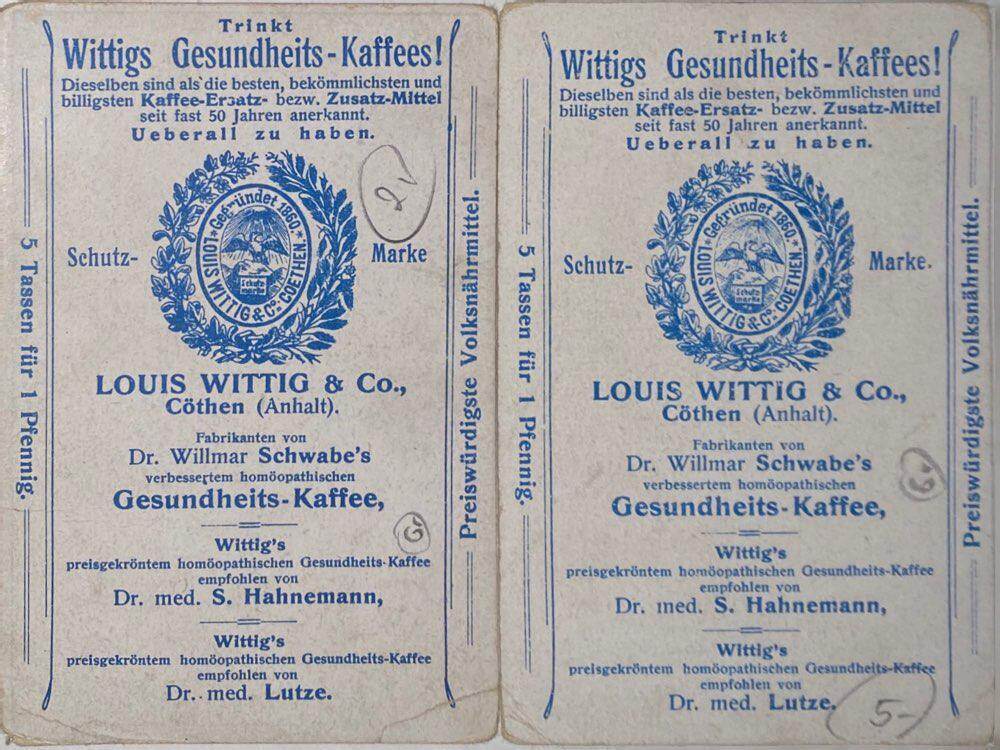 Trinkt
Wittigs Gesundheits-Kaffees!
Dieselben sind als die besten, bekömmlichsten und
billigsten Kaffee-Ersatz- bezw. Zusatz-Mittel
seit fast 50 Jahren anerkannt.
Ueberall zu haben.
5 Tassen für 1 Pfennig.
Schutz-
Gegründet 1860.
LOUIS WITTIG & Co. COETHEN
Schutz
marke
Marke
2
Preiswürdigste Volksnährmittel.
LOUIS WITTIG & Co.,
Cöthen (Anhalt).
Fabrikanten von
Dr. Willmar Schwabe's
verbessertem homöopathischen
Gesundheits-Kaffee,
Wittig's
preisgekröntem homöopathischen Gesundheits-Kaffee
empfohlen von
Dr. med. S. Hahnemann,
Wittig's
preisgekröntem homöopathischen Gesundheits-Kaffee
empfohlen von
Dr. med. Lutze.
Trinkt
Wittigs Gesundheits-Kaffees!
Dieselben sind als die besten, bekömmlichsten und
billigsten Kaffee-Ersatz- bezw. Zusatz-Mittel
seit fast 50 Jahren anerkannt.
Ueberall zu haben.
5 Tassen für 1 Pfennig.
Schutz-
Gegründet 1860.
LOUIS WITTIG & Co. COETHEN
Schutz
marke
Marke.
Preiswürdigste Volksnährmittel.
LOUIS WITTIG & Co.,
Cöthen (Anhalt).
Fabrikanten von
Dr. Willmar Schwabe's
verbessertem homöopathischen
Gesundheits-Kaffee,
Wittig's
preisgekröntem homöopathischen Gesundheits-Kaffee
empfohlen von
Dr. med. S. Hahnemann,
Wittig's
preisgekröntem homöopathischen Gesundheits-Kaffee
empfohlen von
Dr. med. Lutze.
5-